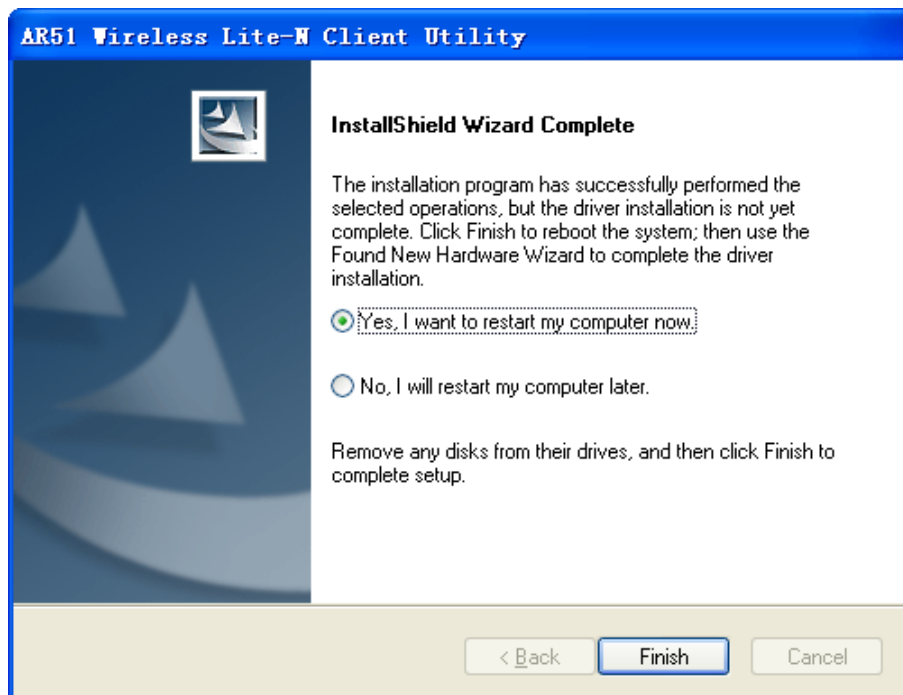 AR51 Wireless Lite-N Client Utility
InstallShield Wizard Complete
The installation program has successfully performed the
selected operations, but the driver installation is not yet
complete. Click Finish to reboot the system; then use the
Found New Hardware Wizard to complete the driver
installation.
Yes, I want to restart my computer now.
No, I will restart my computer later.
Remove any disks from their drives, and then click Finish to
complete setup.
< Back
Finish
Cancel